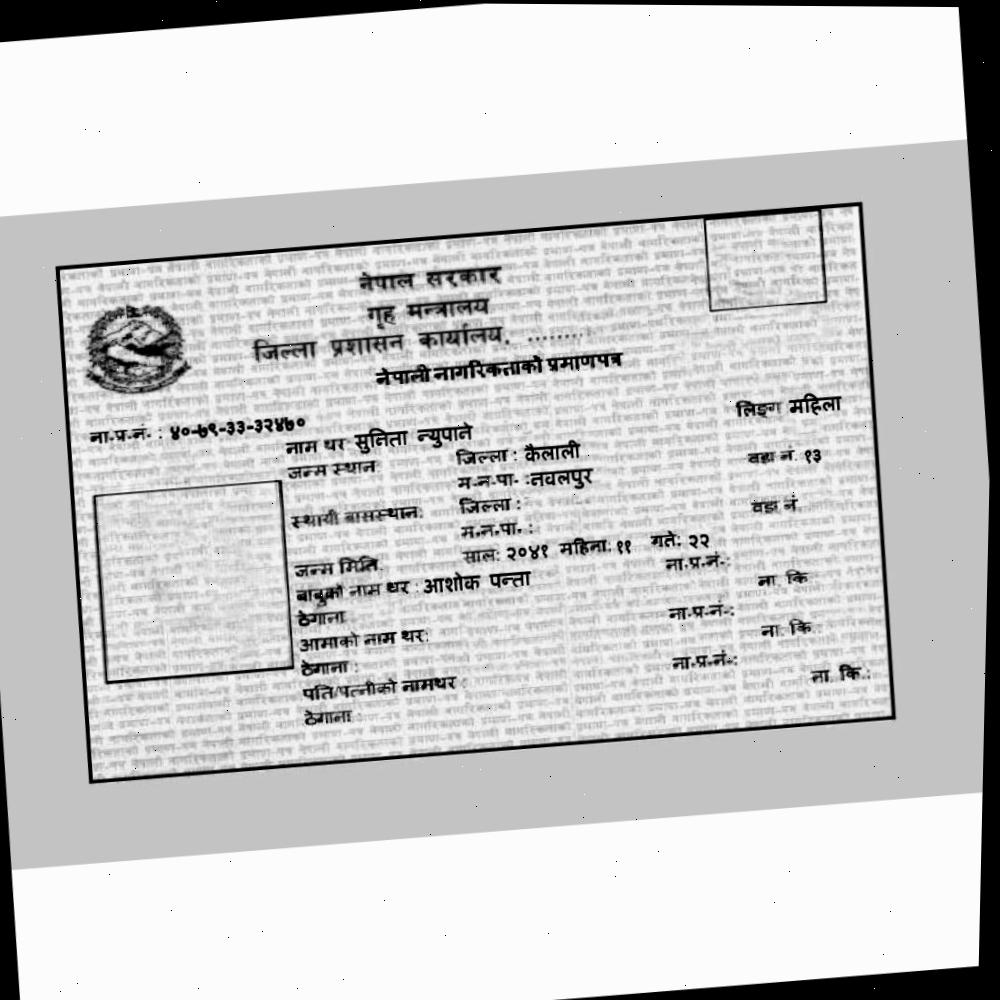 नेपाल सरकार
गृह मन्त्रालय
जिल्ला प्रशासन कार्यालय, .........
नेपाली नागरिकताको प्रमाणपत्र
ना.प्र.नं. : ४०-७९-३३-३२४७०
लिङ्ग महिला
नाम थर सुनिता न्युपाने
जन्म स्थान: जिल्ला : कैलाली
म.न.पा. :नवलपुर वडा नं. १३
स्थायी बासस्थान: जिल्ला :
म.न.पा. : वडा नं.
जन्म मिति: साल: २०४१ महिना: ११ गते: २२
बाबुको नाम थर : आशोक पन्ता ना.प्र.नं.:
ठेगाना ना. कि
आमाको नाम थर: ना.प्र.नं.:
ठेगाना : ना. कि.:
पति/पत्नीको नामथर : ना.प्र.नं.:
ठेगाना : ना. कि.: